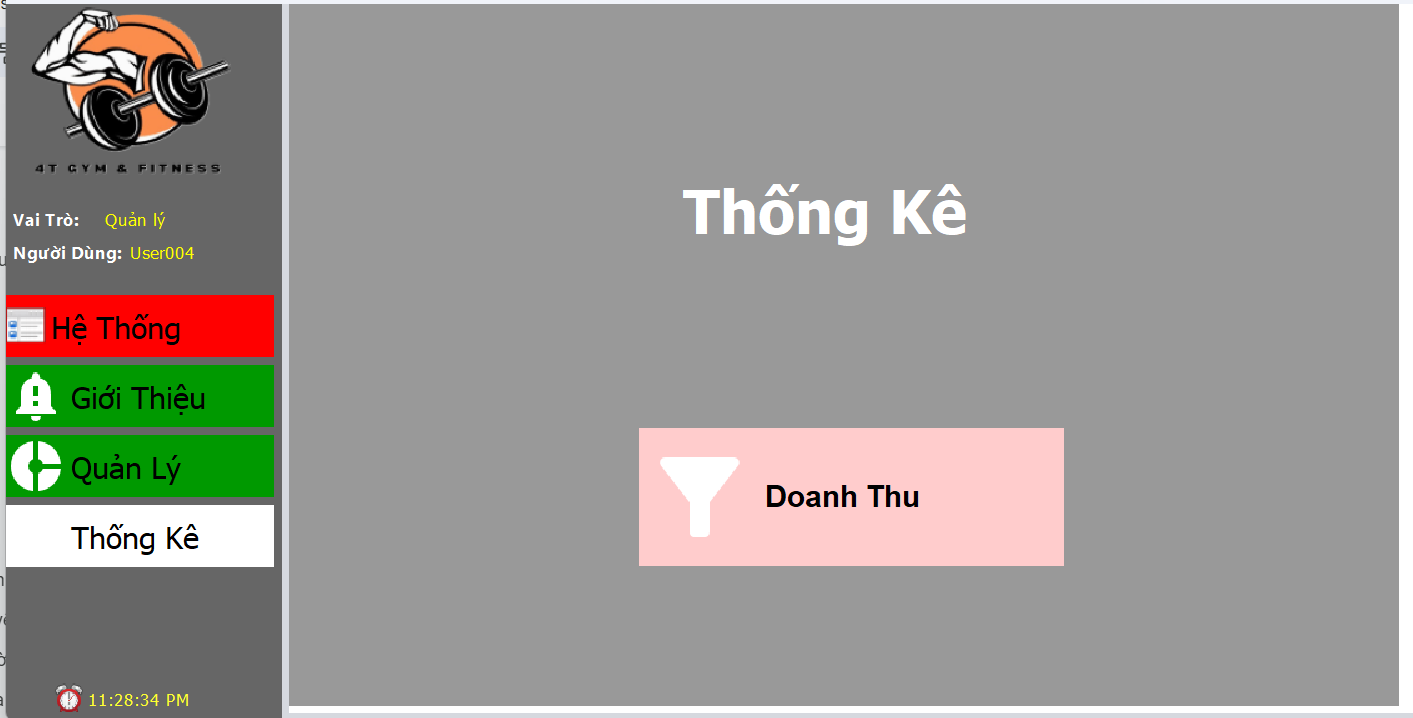 4T GYM & FITNESS
Vai Trò: Quản lý
Người Dùng: User004
Hệ Thống
Giới Thiệu
Quản Lý
Thống Kê
11:28:34 PM
Thống Kê
Doanh Thu